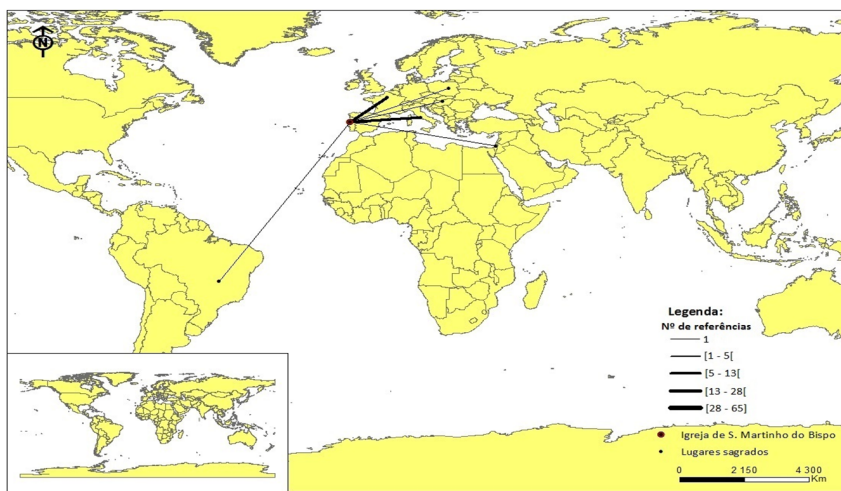 N
Legenda:
Nº de referências
1
[1 - 5[
[5 - 13[
[13 - 28[
[28 - 65]
Igreja de S. Martinho do Bispo
Lugares sagrados
0 2 150 4 300
Km